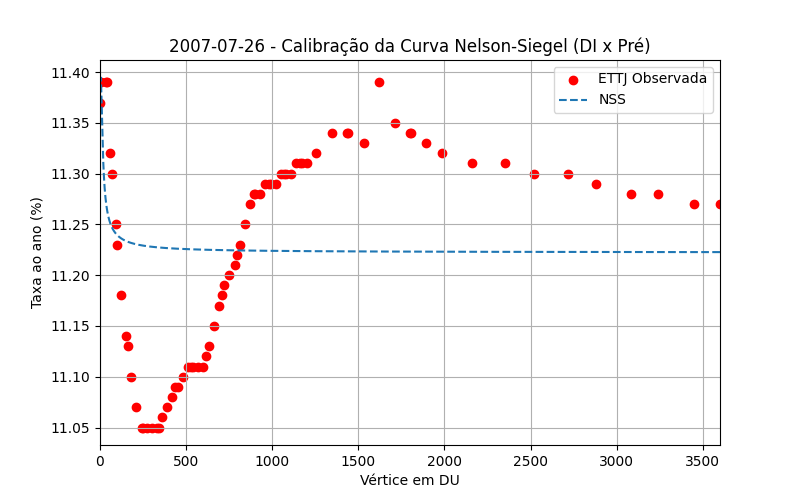 2007-07-26 - Calibração da Curva Nelson-Siegel (DI x Pré)
ETTJ Observada
NSS
Taxa ao ano (%)
11.40
11.35
11.30
11.25
11.20
11.15
11.10
11.05
0 500 1000 1500 2000 2500 3000 3500
Vértice em DU